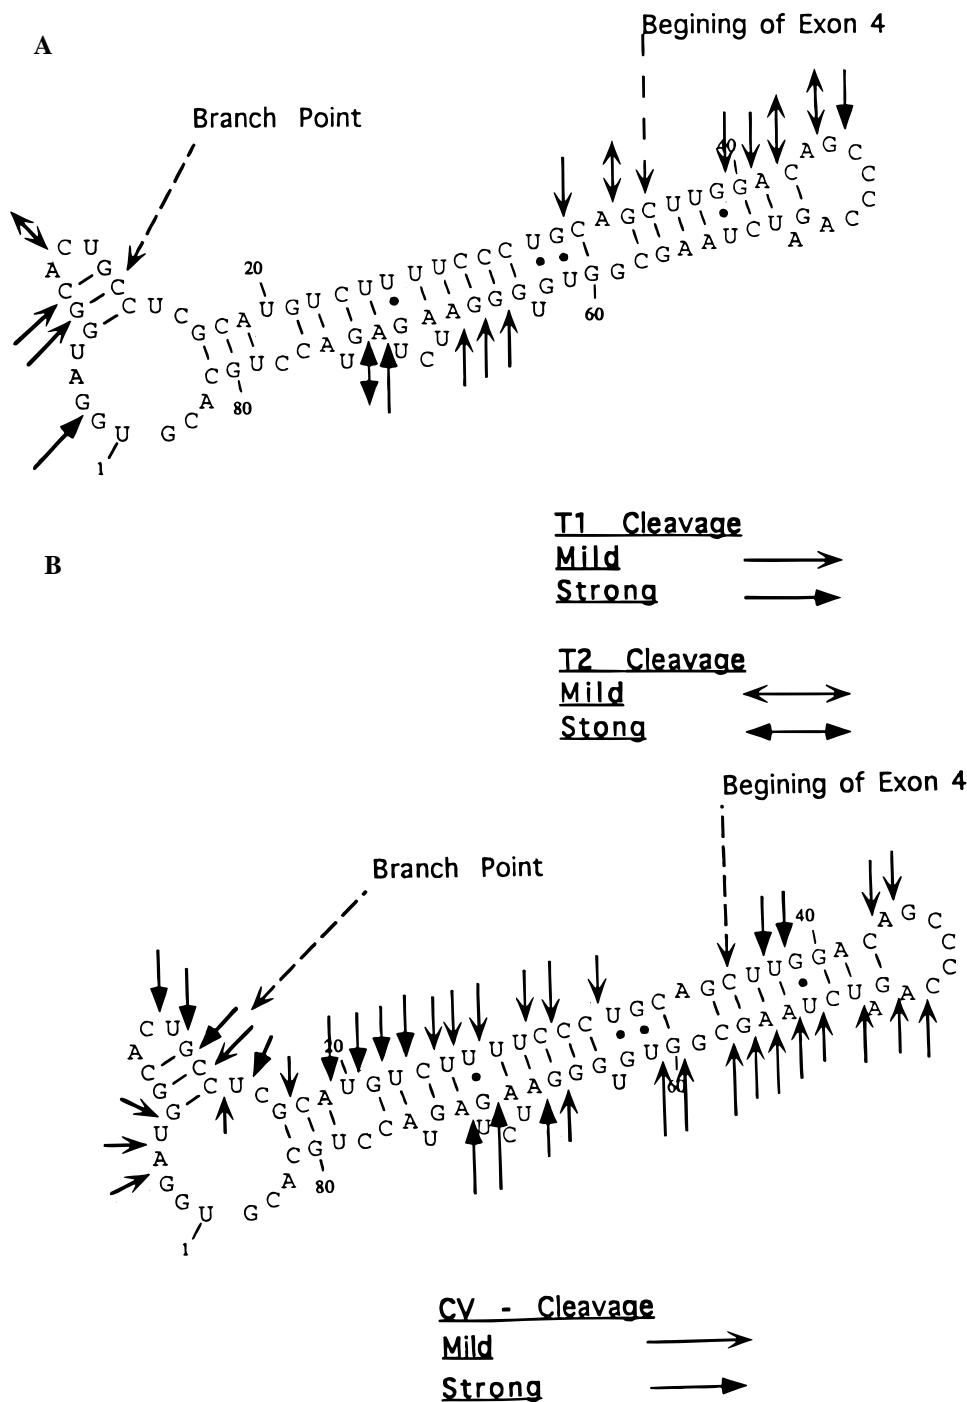 A
Begining of Exon 4
Branch Point
U G G A U G G C A C U G C C U C G C A U G U C U U U U C C C U G C A G C U U G G A C A G C C C C A A G U C U A A G C G G U G U G G G A A U C U G A G U A C C U G C A C G
1
20
40
60
80
T1 Cleavage
Mild
Strong
B
T2 Cleavage
Mild
Stong
Begining of Exon 4
Branch Point
U G G A U G G C A C U G C C U C G C A U G U C U U U U C C C U G C A G C U U G G A C A G C C C C A A G U C U A A G C G G U G U G G G A A U C U G A G U A C C U G C A C G
1
20
40
60
80
CV - Cleavage
Mild
Strong